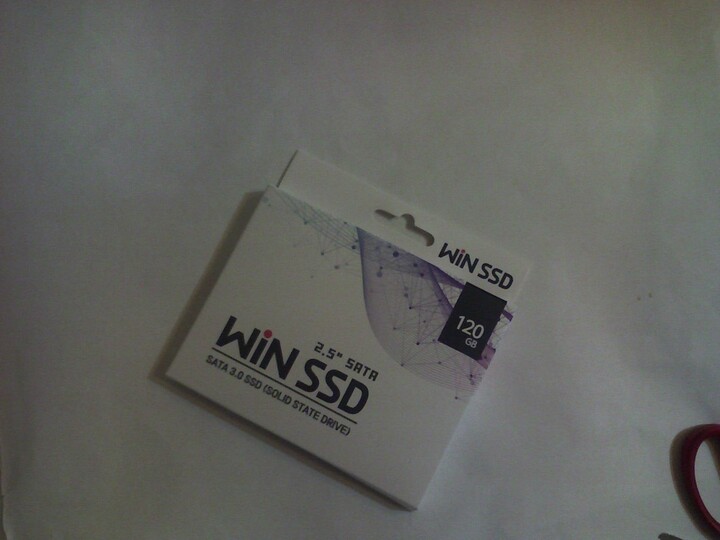 WiN SSD
120
GB
2.5" SATA
WiN SSD
SATA 3.0 SSD (SOLID STATE DRIVE)